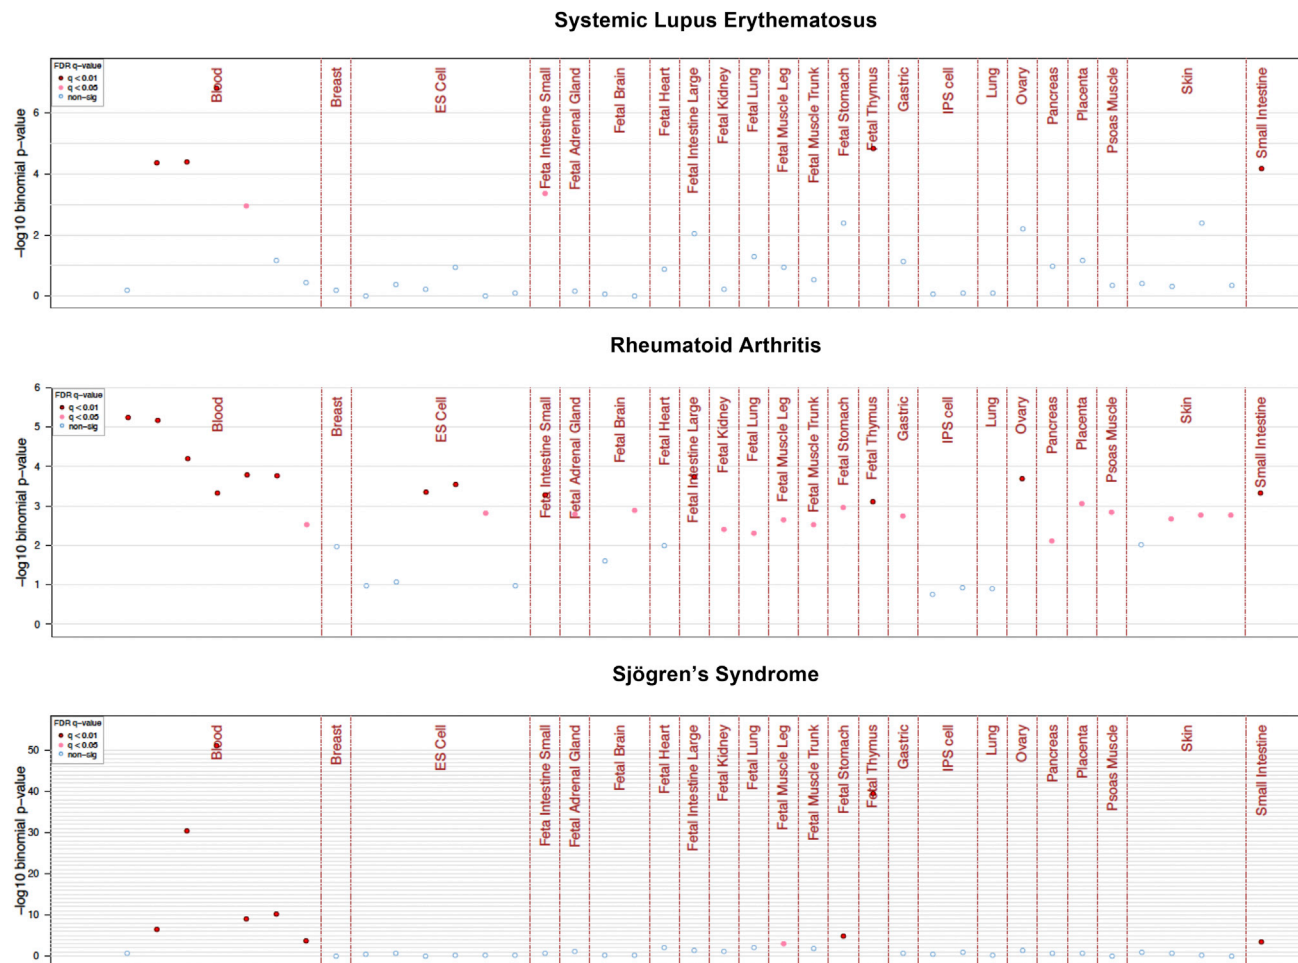 Systemic Lupus Erythematosus
FDR q-value
q < 0.01
q < 0.05
non-sig
Blood
Breast
ES Cell
Feta Intestine Small
Fetal Adrenal Gland
Fetal Brain
Fetal Heart
Fetal Intestine Large
Fetal Kidney
Fetal Lung
Fetal Muscle Leg
Fetal Muscle Trunk
Fetal Stomach
Fetal Thymus
Gastric
IPS cell
Lung
Ovary
Pancreas
Placenta
Psoas Muscle
Skin
Small Intestine
-log10 binomial p-value
6
4
2
0
Rheumatoid Arthritis
FDR q-value
q < 0.01
q < 0.05
non-sig
Blood
Breast
ES Cell
Feta Intestine Small
Fetal Adrenal Gland
Fetal Brain
Fetal Heart
Fetal Intestine Large
Fetal Kidney
Fetal Lung
Fetal Muscle Leg
Fetal Muscle Trunk
Fetal Stomach
Fetal Thymus
Gastric
IPS cell
Lung
Ovary
Pancreas
Placenta
Psoas Muscle
Skin
Small Intestine
-log10 binomial p-value
6
5
4
3
2
1
0
Sjögren's Syndrome
FDR q-value
q < 0.01
q < 0.05
non-sig
Blood
Breast
ES Cell
Feta Intestine Small
Fetal Adrenal Gland
Fetal Brain
Fetal Heart
Fetal Intestine Large
Fetal Kidney
Fetal Lung
Fetal Muscle Leg
Fetal Muscle Trunk
Fetal Stomach
Fetal Thymus
Gastric
IPS cell
Lung
Ovary
Pancreas
Placenta
Psoas Muscle
Skin
Small Intestine
-log10 binomial p-value
50
40
30
20
10
0